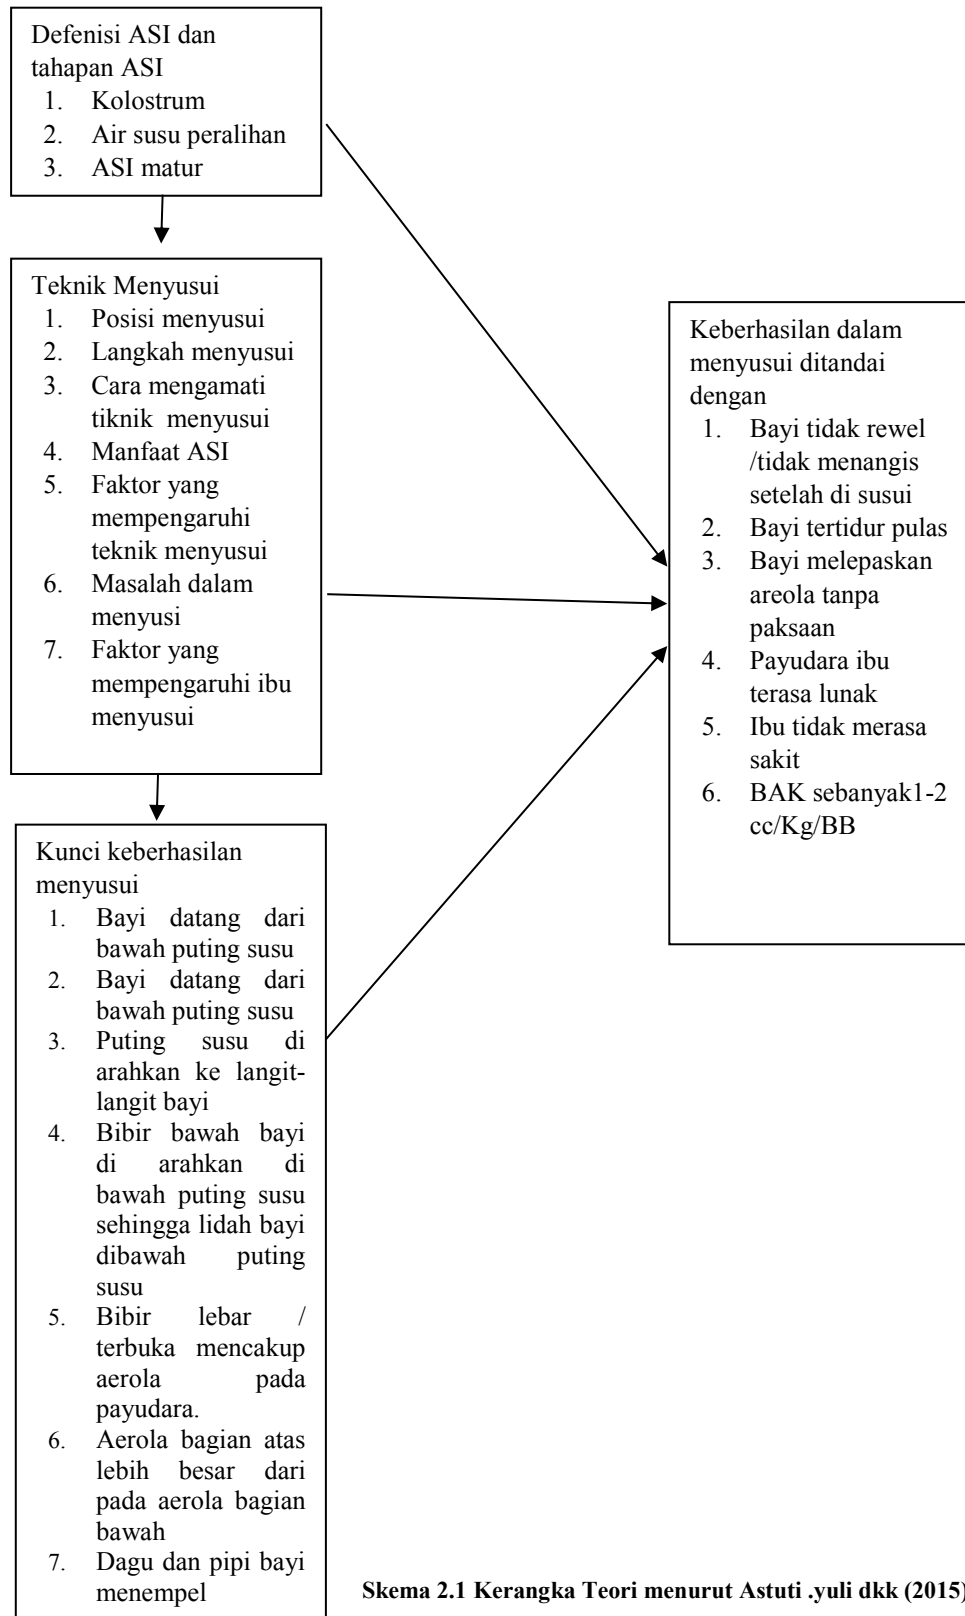 Defenisi ASI dan
tahapan ASI
1. Kolostrum
2. Air susu peralihan
3. ASI matur
Teknik Menyusui
1. Posisi menyusui
2. Langkah menyusui
3. Cara mengamati
tiknik menyusui
4. Manfaat ASI
5. Faktor yang
mempengaruhi
teknik menyusui
6. Masalah dalam
menyusi
7. Faktor yang
mempengaruhi ibu
menyusui
Kunci keberhasilan
menyusui
1. Bayi datang dari
bawah puting susu
2. Bayi datang dari
bawah puting susu
3. Puting susu di
arahkan ke langit-
langit bayi
4. Bibir bawah bayi
di arahkan di
bawah puting susu
sehingga lidah bayi
dibawah puting
susu
5. Bibir lebar /
terbuka mencakup
aerola pada
payudara.
6. Aerola bagian atas
lebih besar dari
pada aerola bagian
bawah
7. Dagu dan pipi bayi
menempel
Keberhasilan dalam
menyusui ditandai
dengan
1. Bayi tidak rewel
/tidak menangis
setelah di susui
2. Bayi tertidur pulas
3. Bayi melepaskan
areola tanpa
paksaan
4. Payudara ibu
terasa lunak
5. Ibu tidak merasa
sakit
6. BAK sebanyak1-2
cc/Kg/BB
Skema 2.1 Kerangka Teori menurut Astuti .yuli dkk (2015)